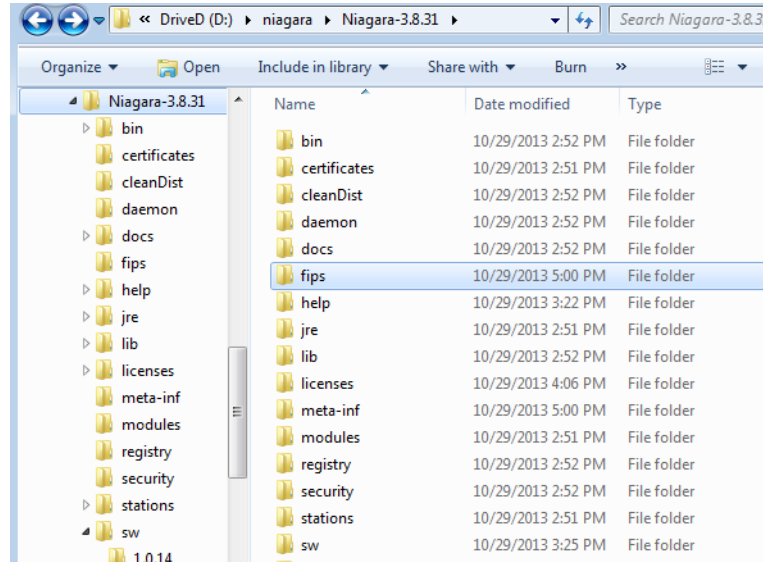 « DriveD (D:) niagara Niagara-3.8.31 Search Niagara-3.8.3
Organize Open Include in library Share with Burn »
Niagara-3.8.31
bin
certificates
cleanDist
daemon
docs
fips
help
jre
lib
licenses
meta-inf
modules
registry
security
stations
sw
1.0.14
Name Date modified Type
bin 10/29/2013 2:52 PM File folder
certificates 10/29/2013 2:51 PM File folder
cleanDist 10/29/2013 2:52 PM File folder
daemon 10/29/2013 2:52 PM File folder
docs 10/29/2013 2:52 PM File folder
fips 10/29/2013 5:00 PM File folder
help 10/29/2013 3:22 PM File folder
jre 10/29/2013 2:51 PM File folder
lib 10/29/2013 2:52 PM File folder
licenses 10/29/2013 4:06 PM File folder
meta-inf 10/29/2013 5:00 PM File folder
modules 10/29/2013 2:51 PM File folder
registry 10/29/2013 2:52 PM File folder
security 10/29/2013 2:52 PM File folder
stations 10/29/2013 2:51 PM File folder
sw 10/29/2013 3:25 PM File folder